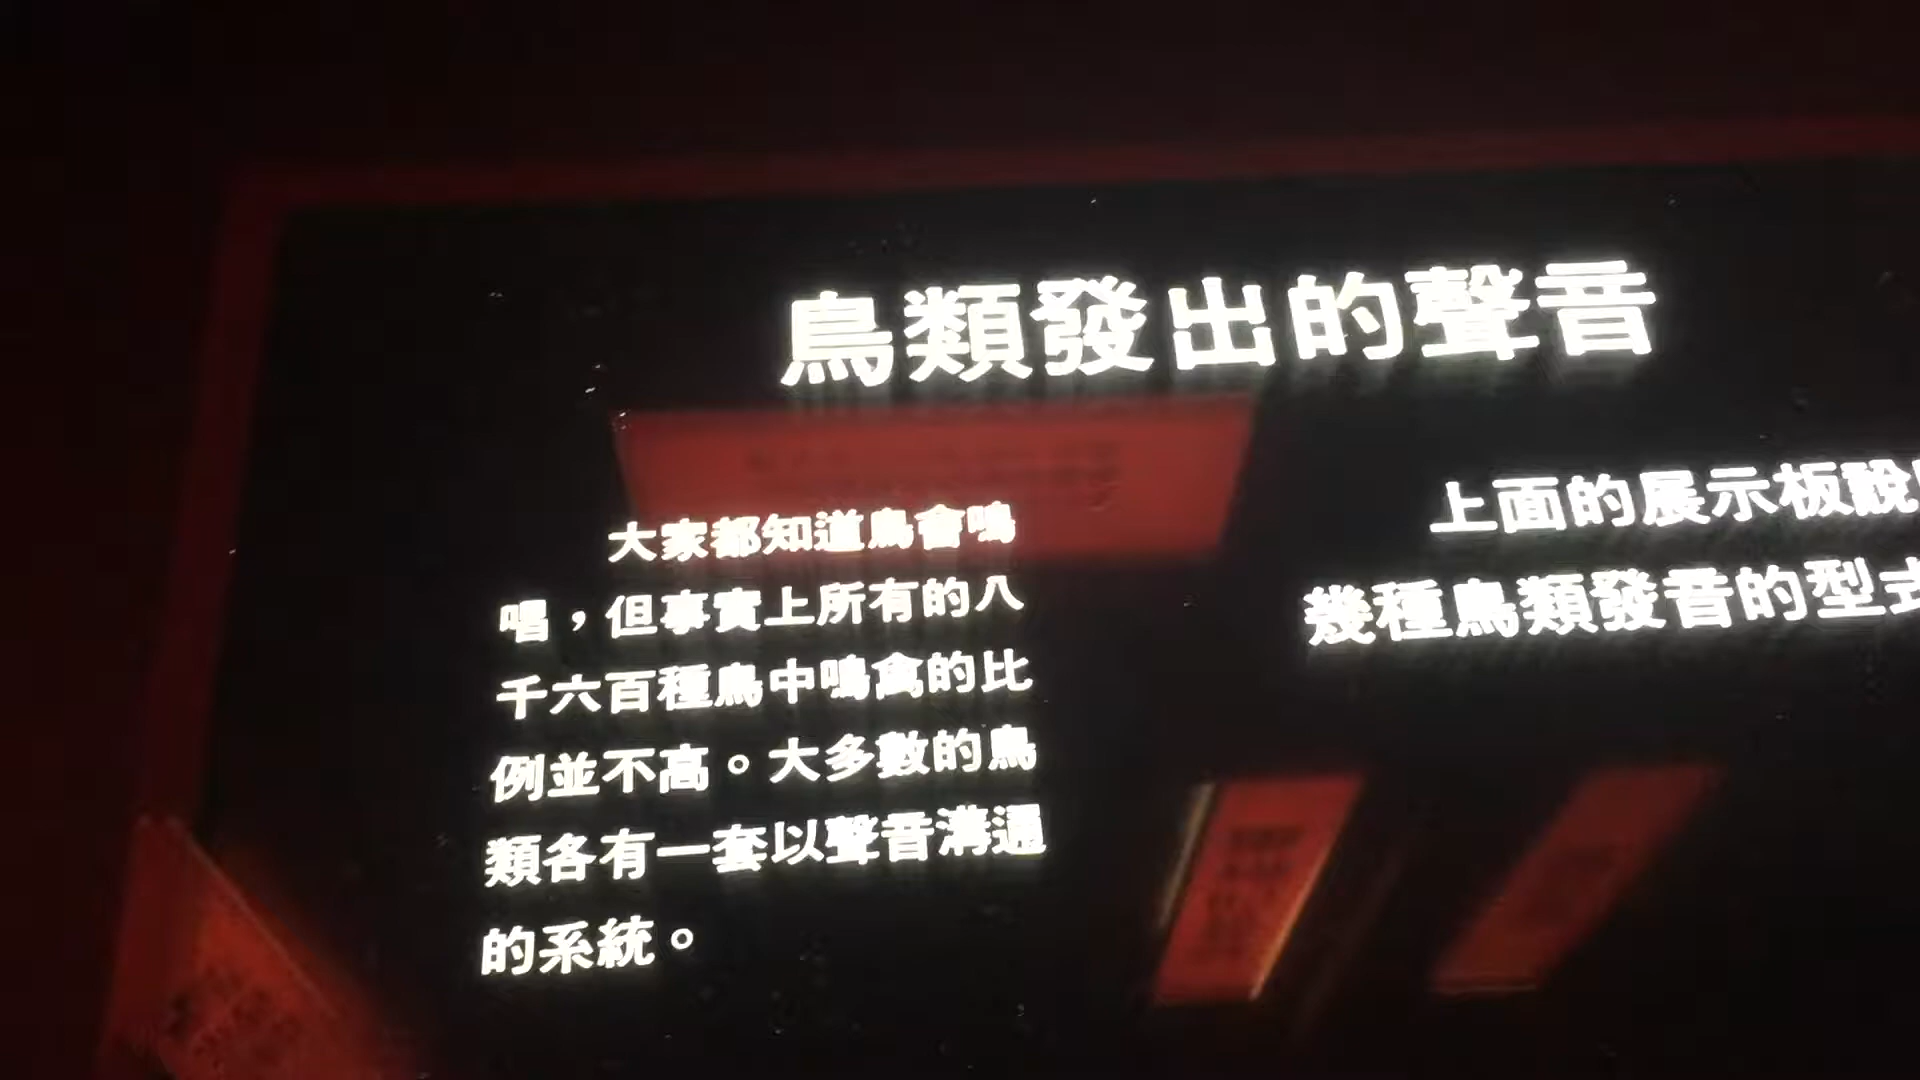 鳥類發出的聲音
大家都知道鳥會鳴
唱，但事實上所有的八
千六百種鳥中鳴禽的比
例並不高。大多數的鳥
類各有一套以聲音溝通
的系統。
上面的展示板說
幾種鳥類發音的型式